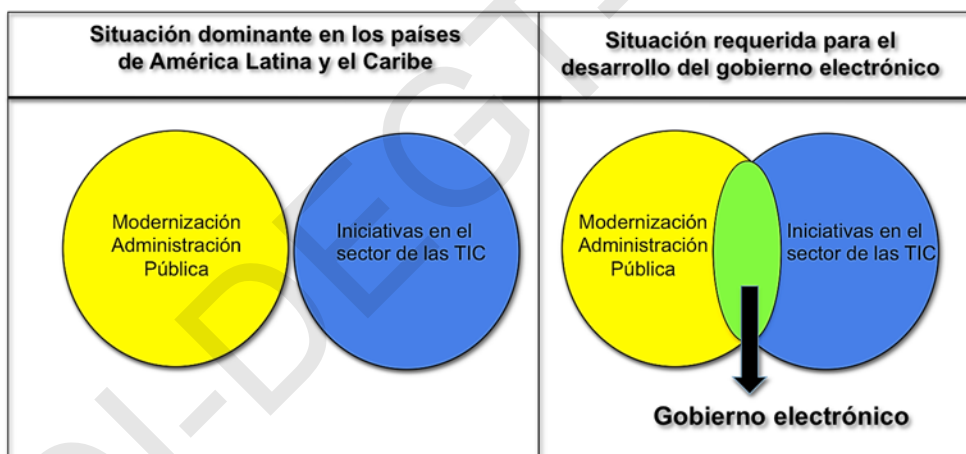 Situación dominante en los países
de América Latina y el Caribe
Situación requerida para el
desarrollo del gobierno electrónico
Modernización
Administración
Pública
Iniciativas en el
sector de las TIC
Modernización
Administración
Pública
Iniciativas en el
sector de las TIC
Gobierno electrónico